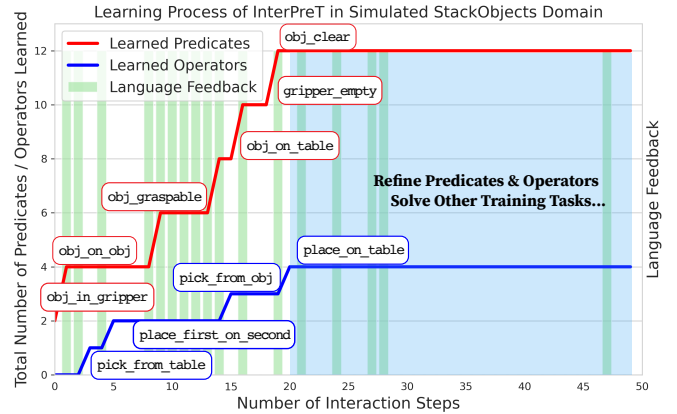 Learning Process of InterPreT in Simulated StackObjects Domain
Total Number of Predicates / Operators Learned
Learned Predicates
Learned Operators
Language Feedback
obj_clear
gripper_empty
obj_on_table
obj_graspable
obj_on_obj
obj_in_gripper
Refine Predicates & Operators
Solve Other Training Tasks...
place_on_table
pick_from_obj
place_first_on_second
pick_from_table
12
10
8
6
4
2
0
0
5
10
15
20
25
30
35
40
45
50
Number of Interaction Steps
Language Feedback